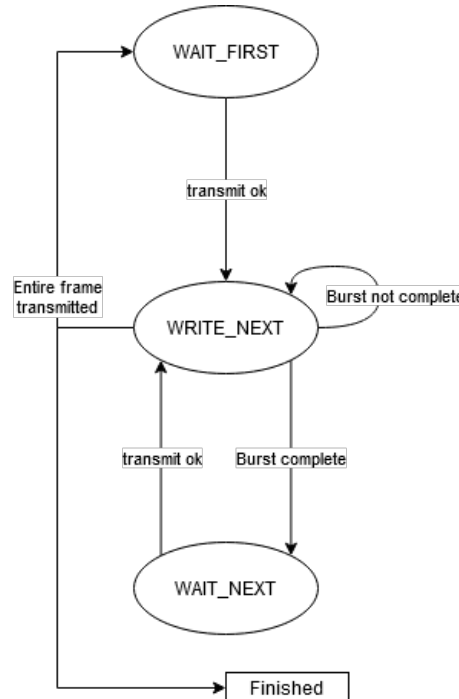 WAIT_FIRST
transmit ok
Entire frame
transmitted
Burst not complete
WRITE_NEXT
transmit ok
Burst complete
WAIT_NEXT
Finished